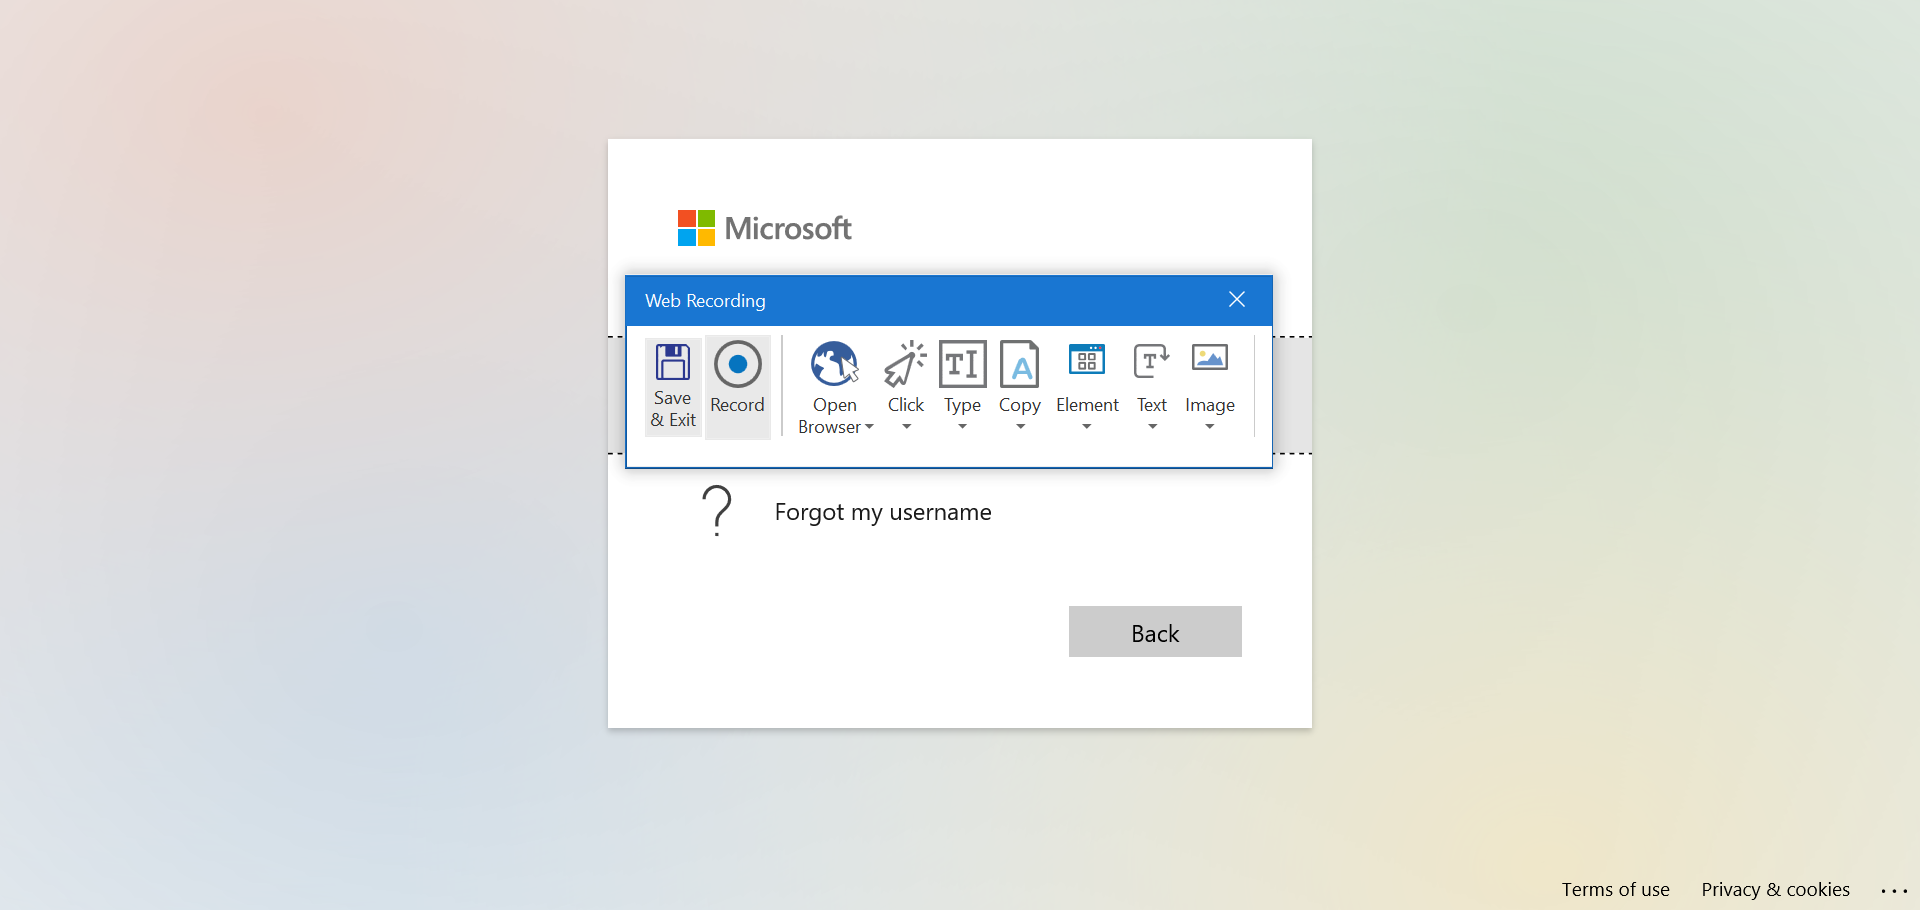 Microsoft
Web Recording
Save
& Exit
Record
Open
Browser
Click
Type
Copy
Element
Text
Image
Forgot my username
Back
Terms of use
Privacy & cookies